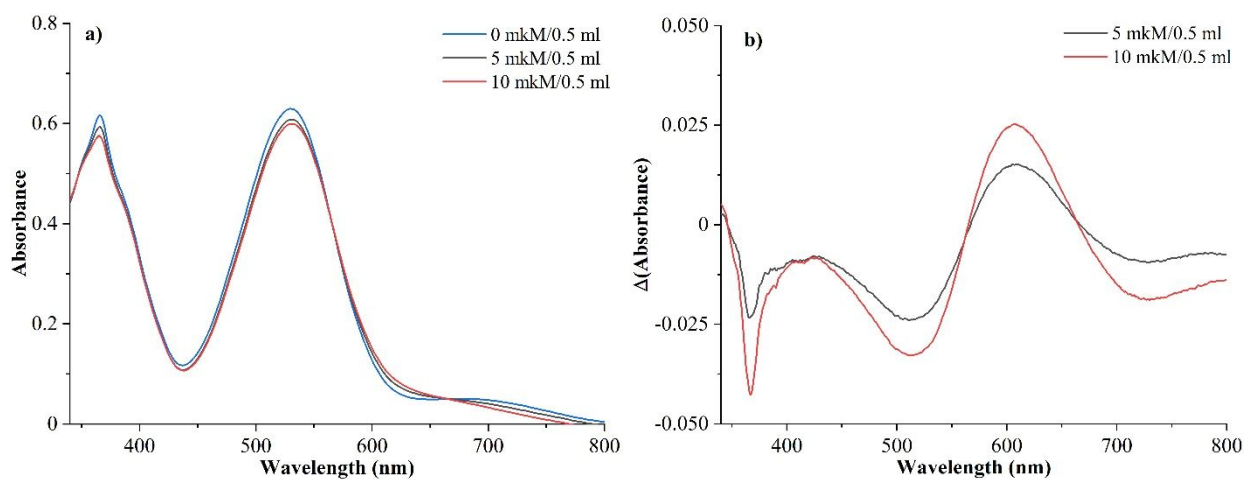 a)
0 mkM/0.5 ml
5 mkM/0.5 ml
10 mkM/0.5 ml
0.8
0.6
0.4
0.2
0
Absorbance
400
500
600
700
800
Wavelength (nm)
b)
5 mkM/0.5 ml
10 mkM/0.5 ml
0.050
0.025
0
-0.025
-0.050
Δ(Absorbance)
400
500
600
700
800
Wavelength (nm)